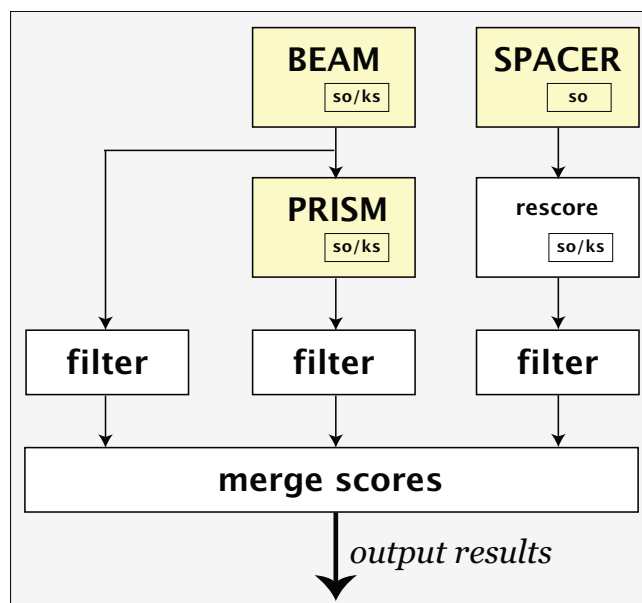 BEAM
so/ks
SPACER
so
PRISM
so/ks
rescore
so/ks
filter
filter
filter
merge scores
output results